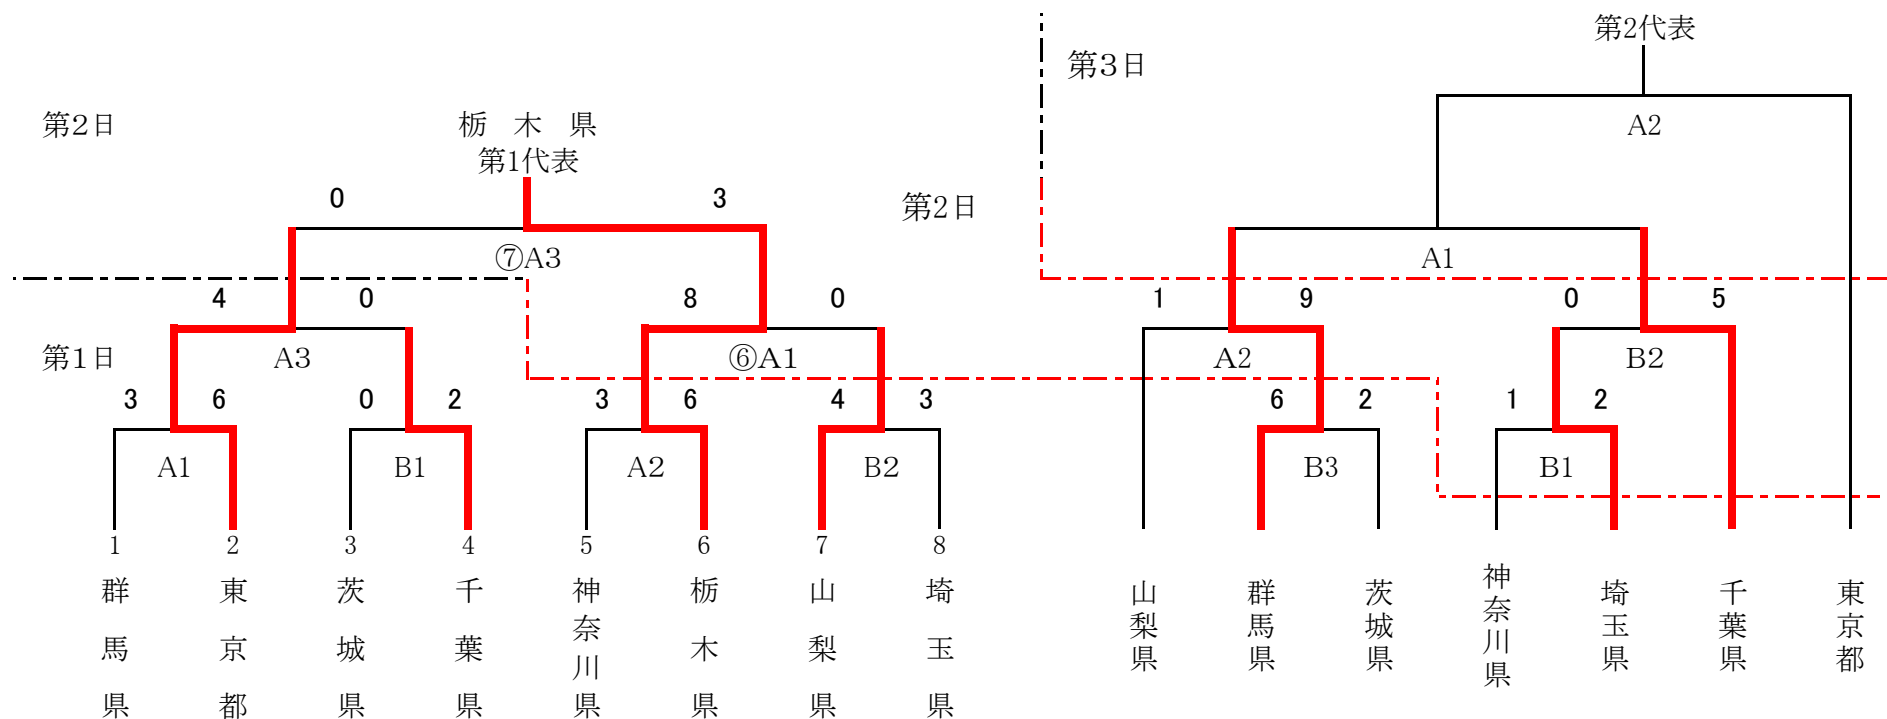 第2代表
第３日
第２日
栃木県
A2
第1代表
0
3
第2日
⑦A3
A1
4
0
8
0
1
9
0
5
第１日
A3
⑥A1
A2
B2
3
6
0
2
3
6
4
3
6
2
1
2
A1
B1
A2
B2
B3
B1
1
2
3
4
5
6
7
8
群馬県
東京都
茨城県
千葉県
神奈川県
栃木県
山梨県
埼玉県
山梨県
群馬県
茨城県
神奈川県
埼玉県
千葉県
東京都